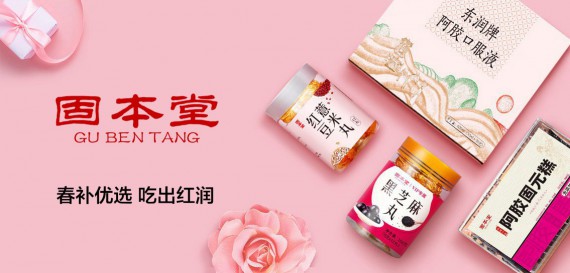 固本堂
GU BEN TANG
春补优选 吃出红润
东润牌
阿胶口服液
红豆薏米丸
黑芝麻丸
阿胶固元糕